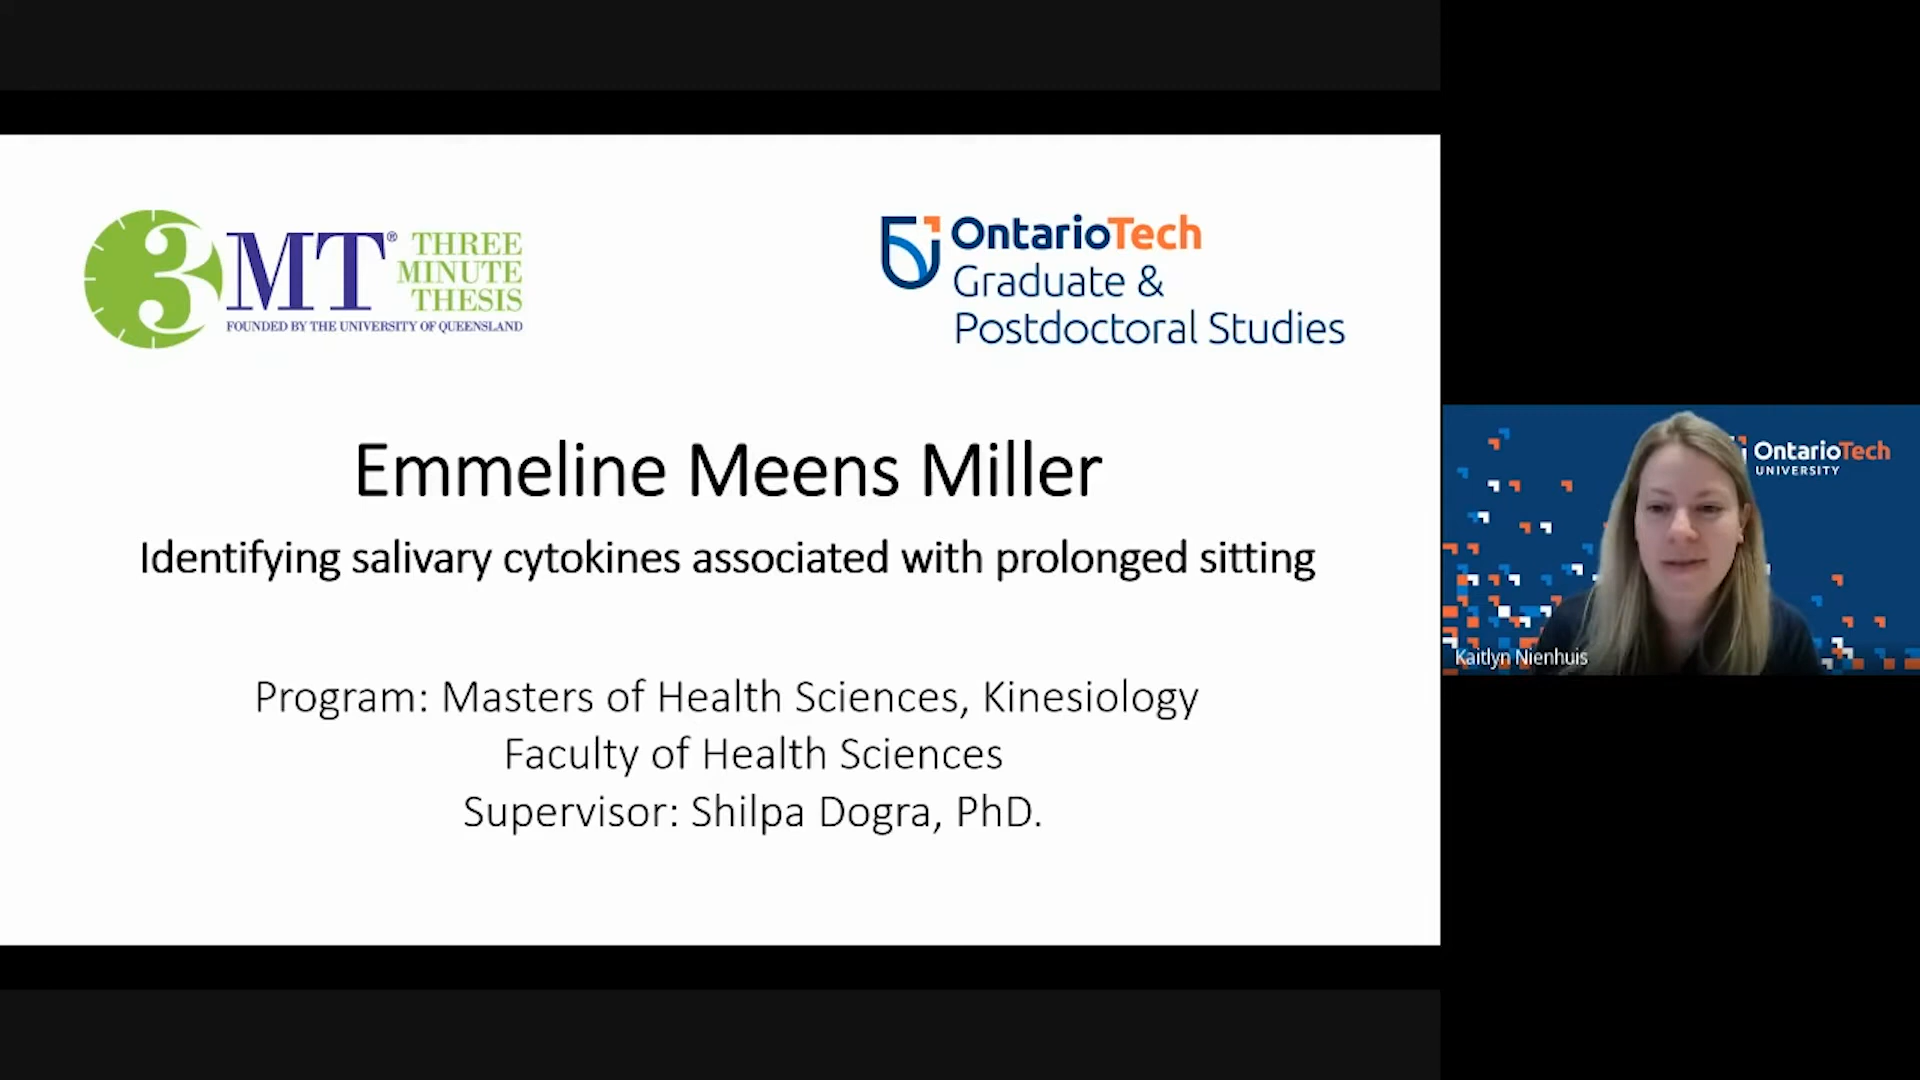 3MT® THREE
MINUTE
THESIS
FOUNDED BY THE UNIVERSITY OF QUEENSLAND
OntarioTech
Graduate &
Postdoctoral Studies
Emmeline Meens Miller
Identifying salivary cytokines associated with prolonged sitting
Program: Masters of Health Sciences, Kinesiology
Faculty of Health Sciences
Supervisor: Shilpa Dogra, PhD.
OntarioTech
UNIVERSITY
Kaitlyn Nienhuis